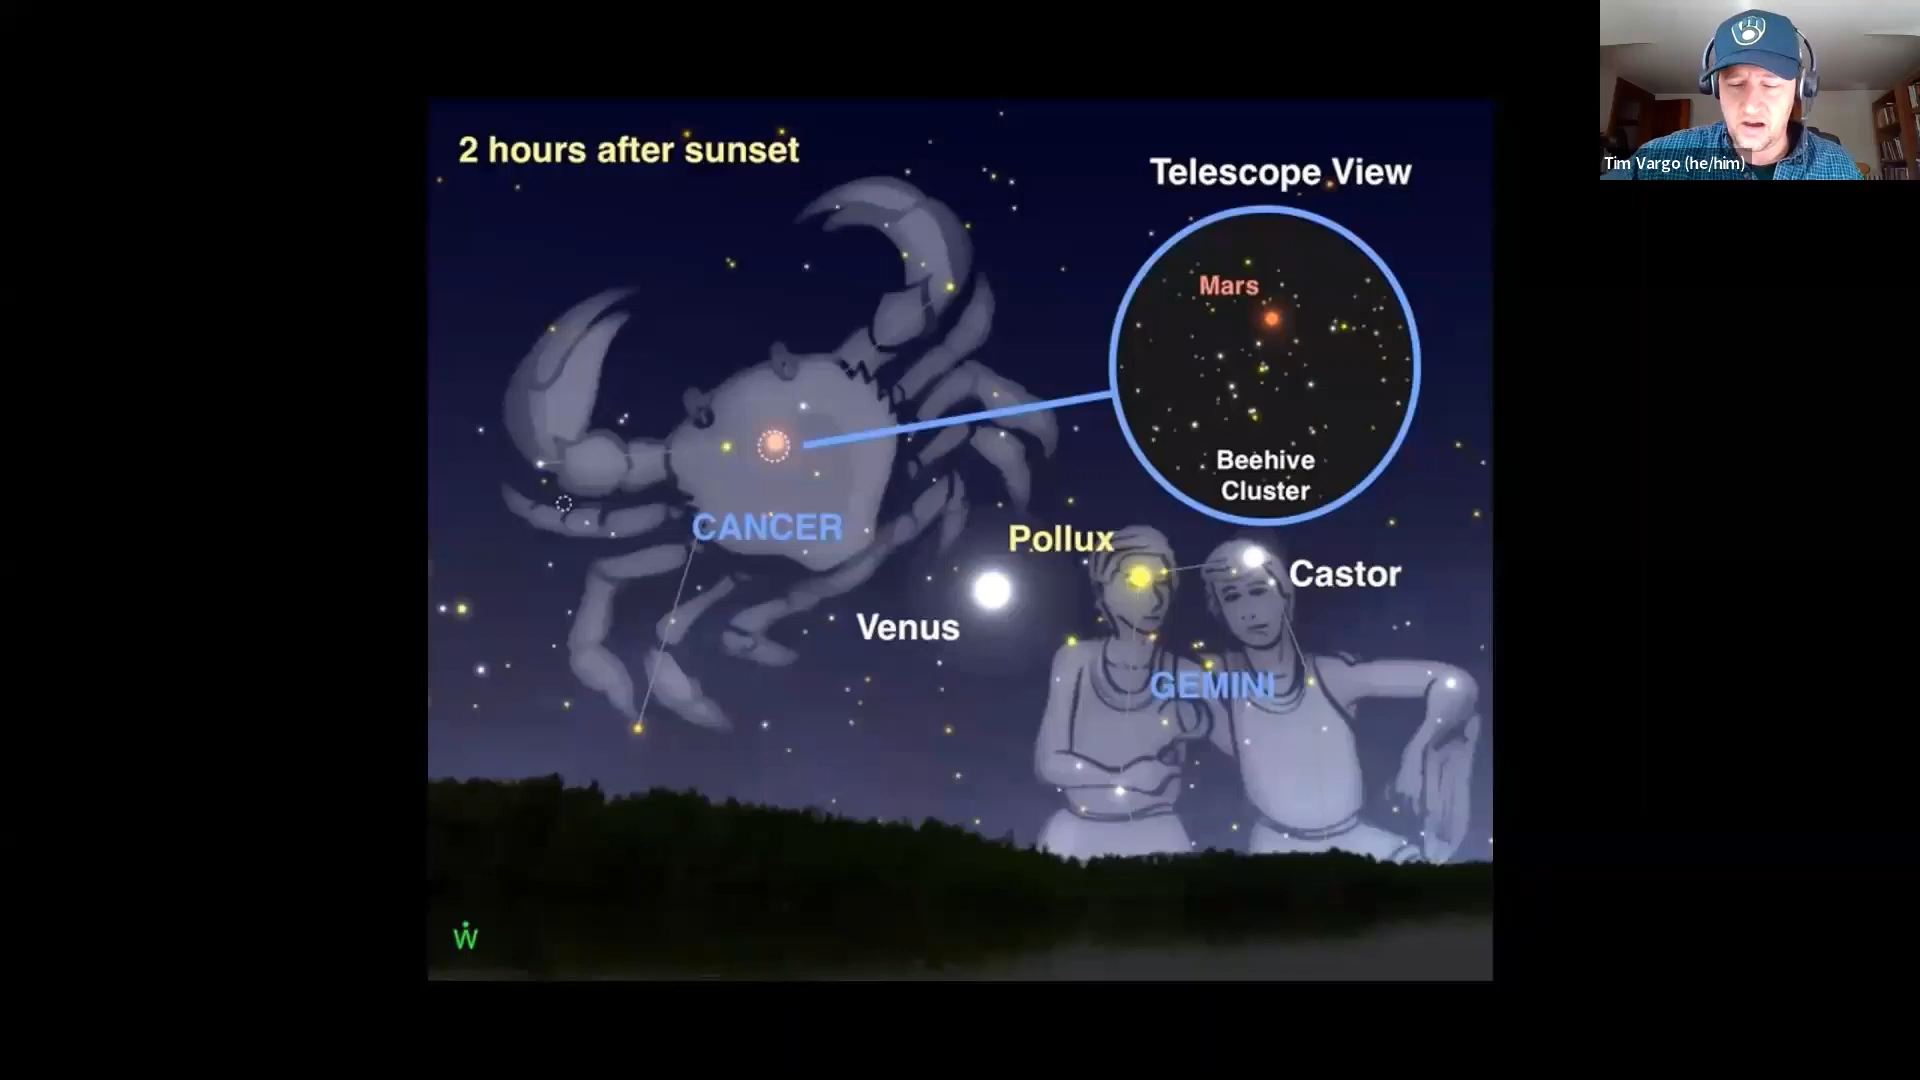 2 hours after sunset
Telescope View
Mars
Beehive
Cluster
CANCER
Pollux
Castor
Venus
GEMINI
W
Tim Vargo (he/him)